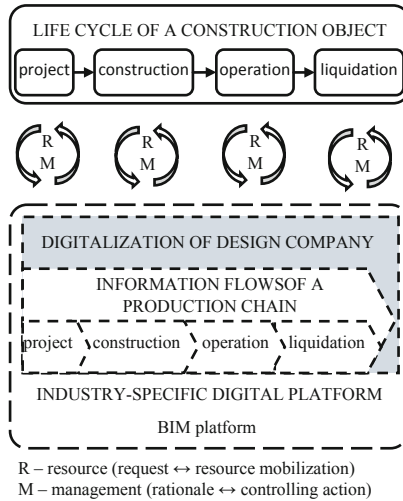 LIFE CYCLE OF A CONSTRUCTION OBJECT
project construction operation liquidation
R R R R
M M M M
DIGITALIZATION OF DESIGN COMPANY
INFORMATION FLOWSOF A
PRODUCTION CHAIN
project construction operation liquidation
INDUSTRY-SPECIFIC DIGITAL PLATFORM
BIM platform
R – resource (request ↔ resource mobilization)
M – management (rationale ↔ controlling action)